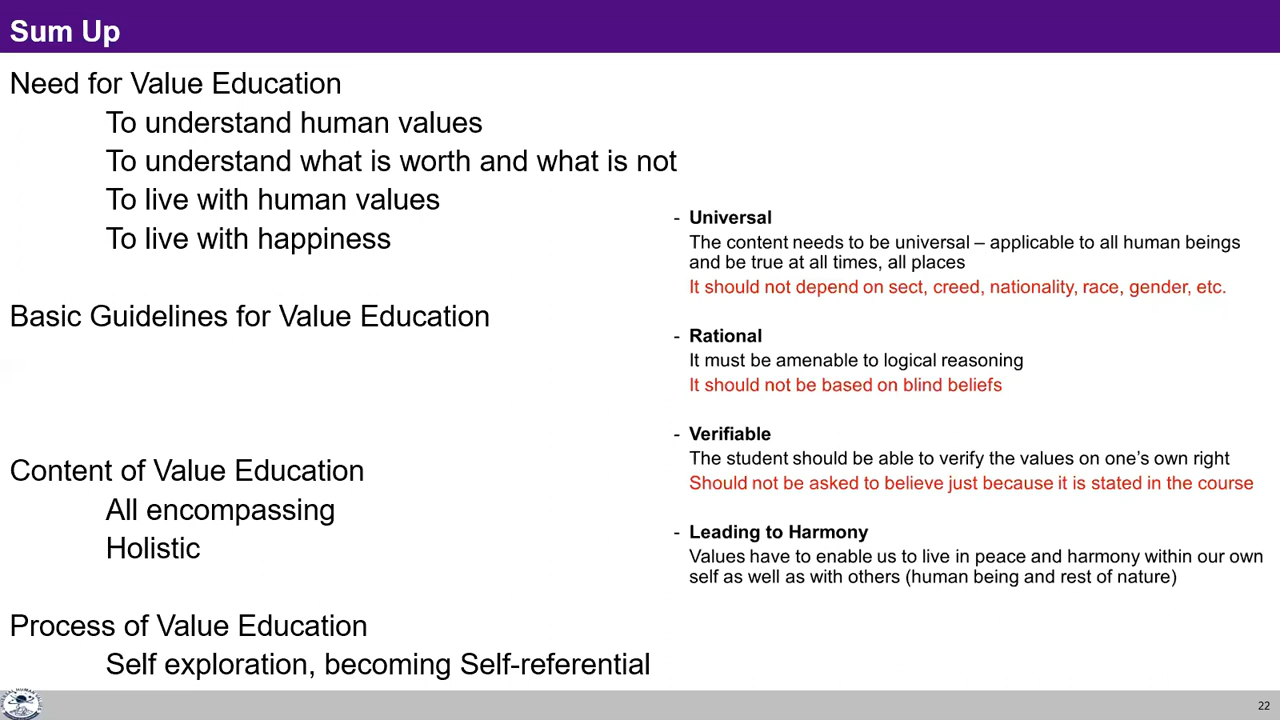 Sum Up
Need for Value Education
To understand human values
To understand what is worth and what is not
To live with human values
To live with happiness
Basic Guidelines for Value Education
- Universal
The content needs to be universal – applicable to all human beings
and be true at all times, all places
It should not depend on sect, creed, nationality, race, gender, etc.
- Rational
It must be amenable to logical reasoning
It should not be based on blind beliefs
- Verifiable
The student should be able to verify the values on one’s own right
Should not be asked to believe just because it is stated in the course
- Leading to Harmony
Values have to enable us to live in peace and harmony within our own
self as well as with others (human being and rest of nature)
Content of Value Education
All encompassing
Holistic
Process of Value Education
Self exploration, becoming Self-referential
22